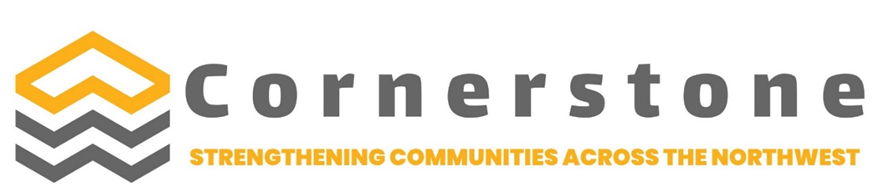 Cornerstone
STRENGTHENING COMMUNITIES ACROSS THE NORTHWEST